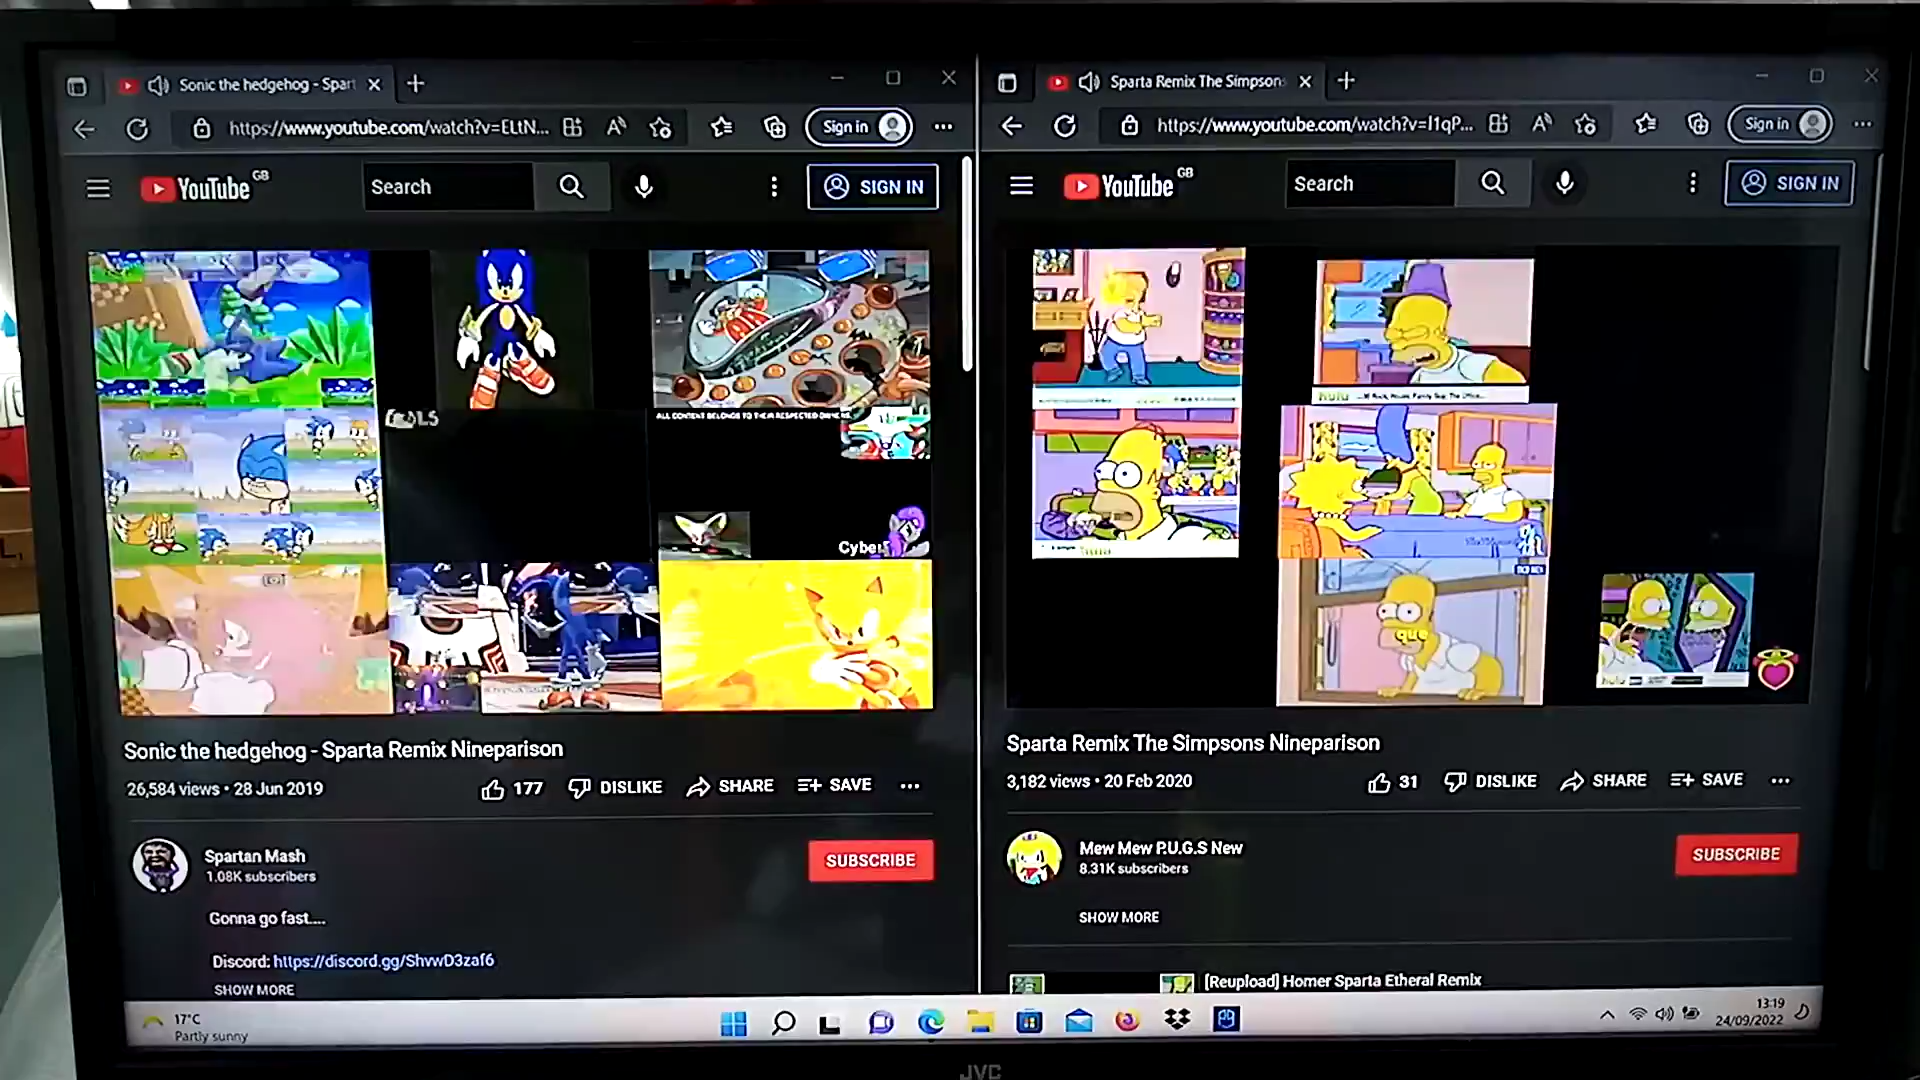 Sonic the hedgehog - Spart
https://www.youtube.com/watch?v=ELtN...
Sign in
YouTube GB
Search
SIGN IN
ALL CONTENT BELONGS TO THEIR RESPECTED OWNERS
Cyber
Sonic the hedgehog - Sparta Remix Nineparison
26,584 views • 28 Jun 2019
177
DISLIKE
SHARE
SAVE
Spartan Mash
1.08K subscribers
SUBSCRIBE
Gonna go fast....
Discord: https://discord.gg/ShvwD3zaf6
SHOW MORE
Sparta Remix The Simpsons
https://www.youtube.com/watch?v=I1qP...
Sign in
YouTube GB
Search
SIGN IN
hulu
hulu
que
hulu
Sparta Remix The Simpsons Nineparison
3,182 views • 20 Feb 2020
31
DISLIKE
SHARE
SAVE
Mew Mew P.U.G.S New
8.31K subscribers
SUBSCRIBE
SHOW MORE
[Reupload] Homer Sparta Etheral Remix
17°C
Partly sunny
13:19
24/09/2022
JVC